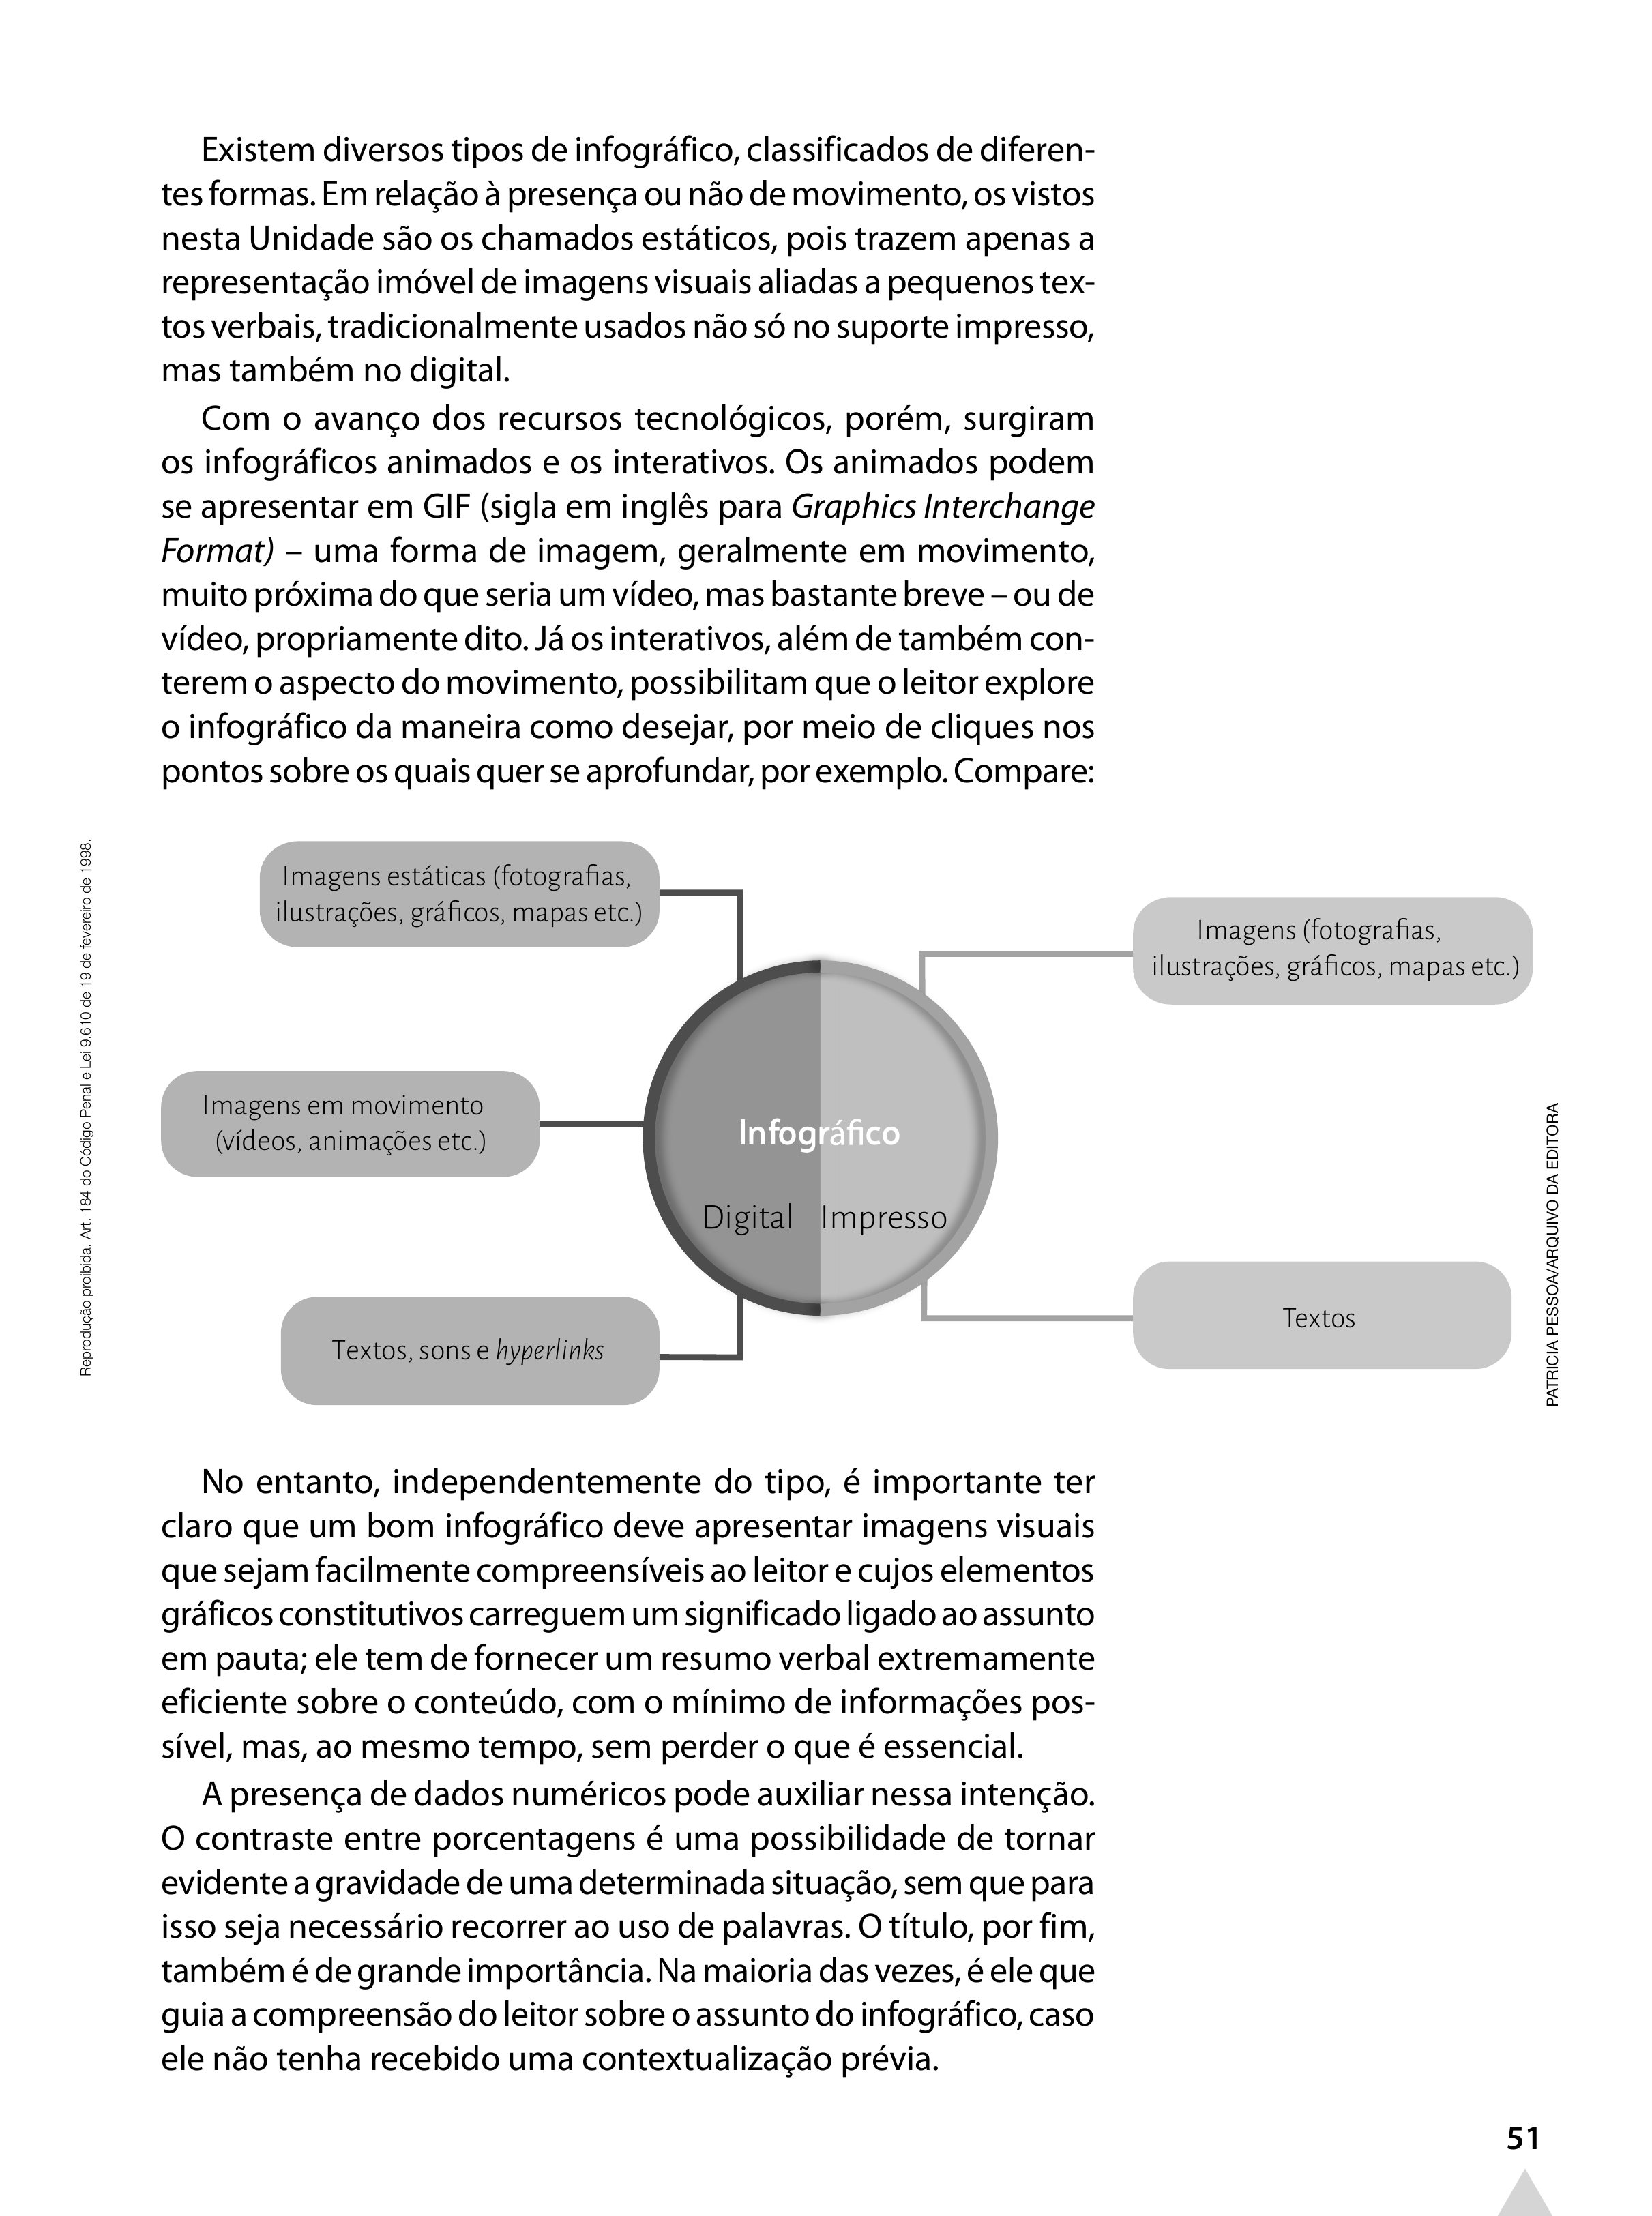 Existem diversos tipos de infográfico, classificados de diferen-
tes formas. Em relação à presença ou não de movimento, os vistos
nesta Unidade são os chamados estáticos, pois trazem apenas a
representação imóvel de imagens visuais aliadas a pequenos tex-
tos verbais, tradicionalmente usados não só no suporte impresso,
mas também no digital.
Com o avanço dos recursos tecnológicos, porém, surgiram
os infográficos animados e os interativos. Os animados podem
se apresentar em GIF (sigla em inglês para Graphics Interchange
Format) – uma forma de imagem, geralmente em movimento,
muito próxima do que seria um vídeo, mas bastante breve – ou de
vídeo, propriamente dito. Já os interativos, além de também con-
terem o aspecto do movimento, possibilitam que o leitor explore
o infográfico da maneira como desejar, por meio de cliques nos
pontos sobre os quais quer se aprofundar, por exemplo. Compare:
Imagens estáticas (fotografias,
ilustrações, gráficos, mapas etc.)
Imagens em movimento
(vídeos, animações etc.)
Textos, sons e hyperlinks
Infográfico
Digital Impresso
Imagens (fotografias,
ilustrações, gráficos, mapas etc.)
Textos
Reprodução proibida. Art. 184 do Código Penal e Lei 9.610 de 19 de fevereiro de 1998.
PATRICIA PESSOA/ARQUIVO DA EDITORA
No entanto, independentemente do tipo, é importante ter
claro que um bom infográfico deve apresentar imagens visuais
que sejam facilmente compreensíveis ao leitor e cujos elementos
gráficos constitutivos carreguem um significado ligado ao assunto
em pauta; ele tem de fornecer um resumo verbal extremamente
eficiente sobre o conteúdo, com o mínimo de informações pos-
sível, mas, ao mesmo tempo, sem perder o que é essencial.
A presença de dados numéricos pode auxiliar nessa intenção.
O contraste entre porcentagens é uma possibilidade de tornar
evidente a gravidade de uma determinada situação, sem que para
isso seja necessário recorrer ao uso de palavras. O título, por fim,
também é de grande importância. Na maioria das vezes, é ele que
guia a compreensão do leitor sobre o assunto do infográfico, caso
ele não tenha recebido uma contextualização prévia.
51